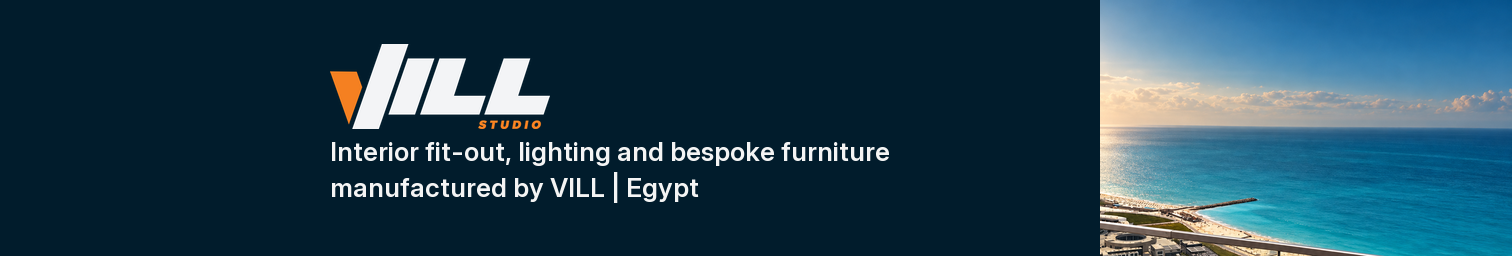 VILL
STUDIO
Interior fit-out, lighting and bespoke furniture
manufactured by VILL | Egypt